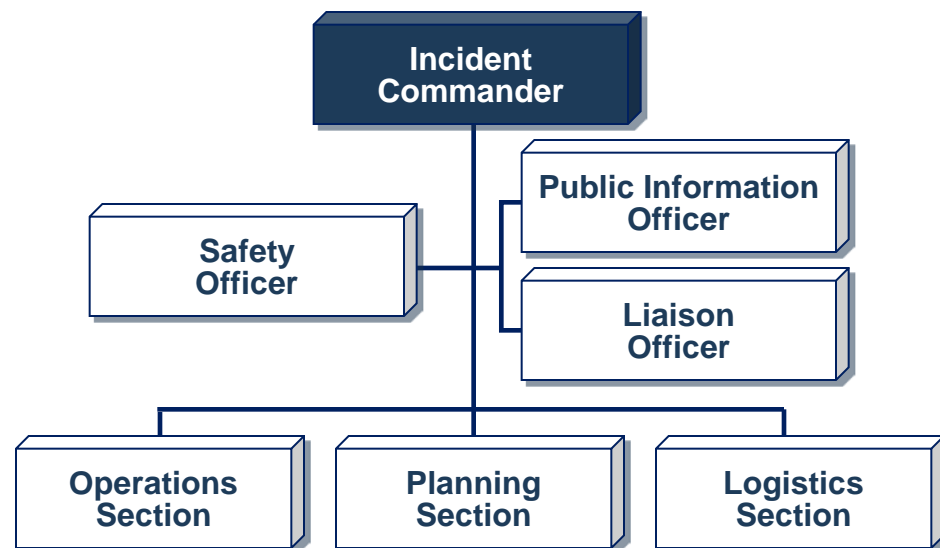 Incident
Commander
Public Information
Officer
Safety
Officer
Liaison
Officer
Operations
Section
Planning
Section
Logistics
Section